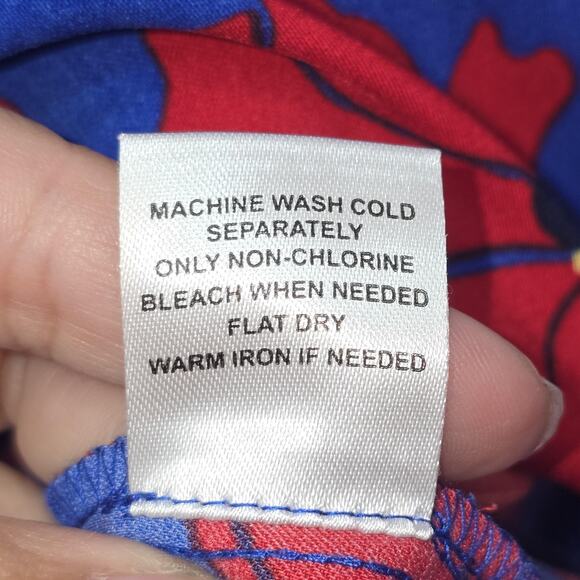 MACHINE WASH COLD
SEPARATELY
ONLY NON-CHLORINE
BLEACH WHEN NEEDED
FLAT DRY
WARM IRON IF NEEDED